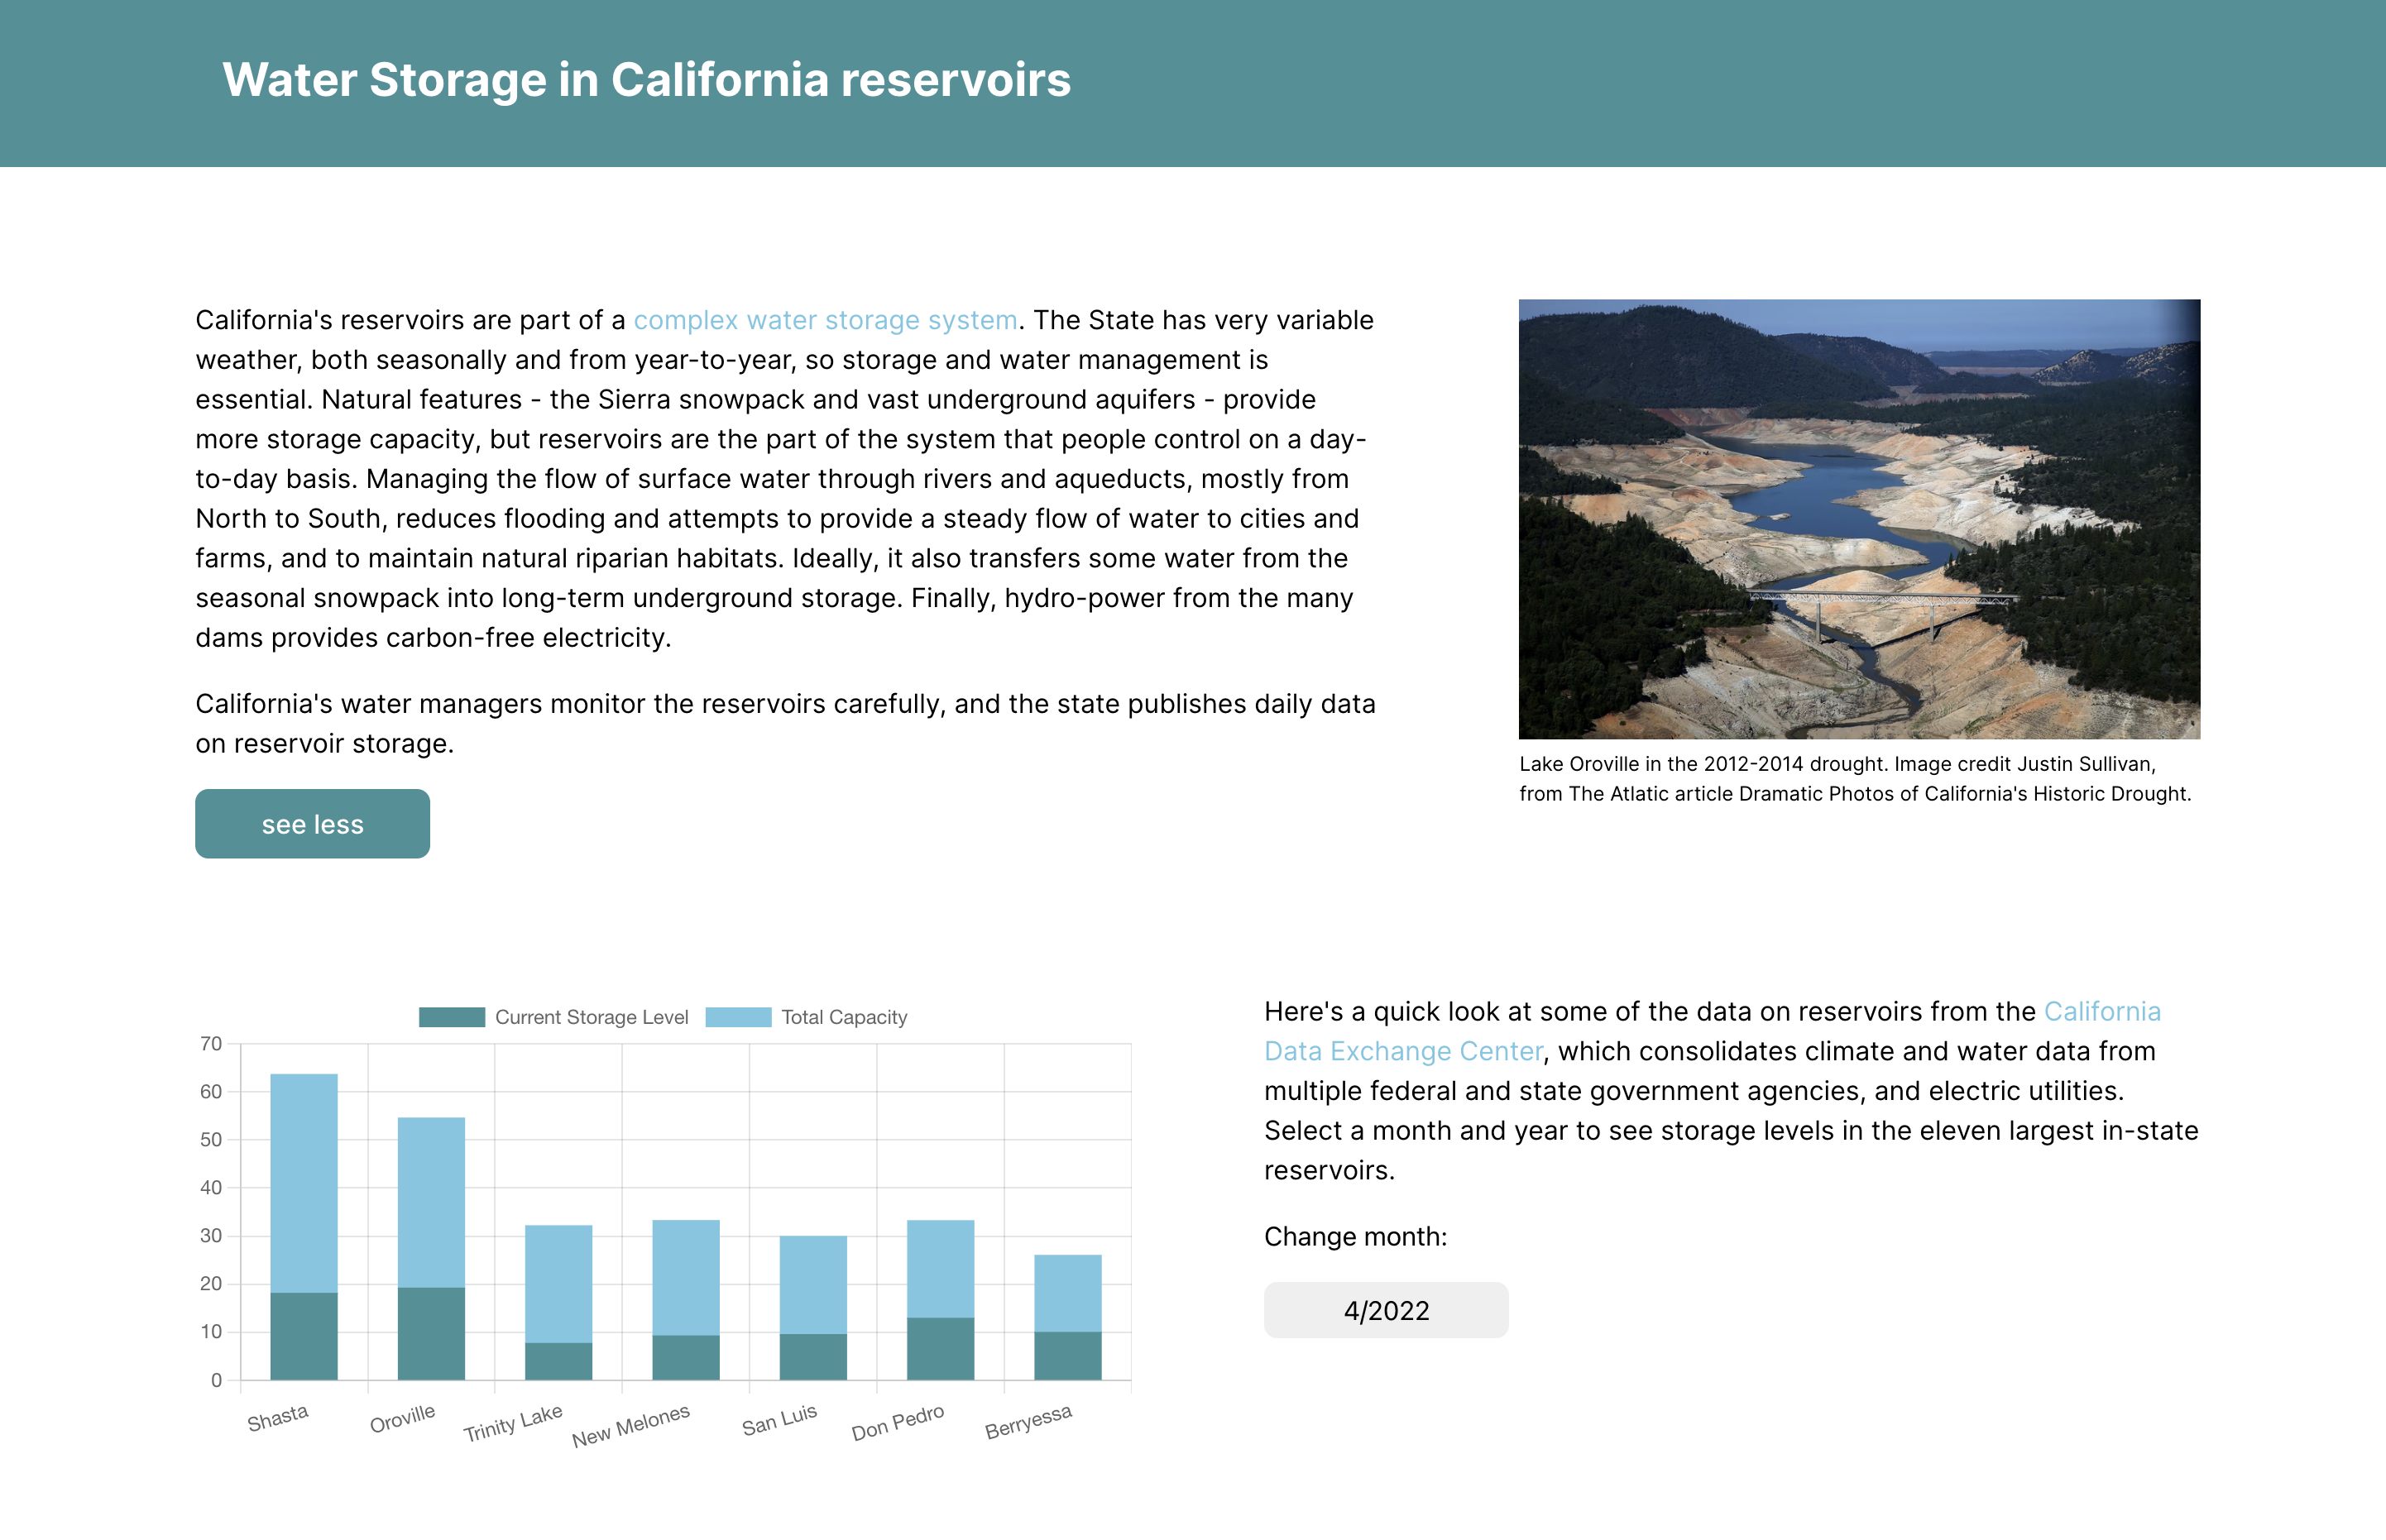 Water Storage in California reservoirs
California's reservoirs are part of a complex water storage system. The State has very variable
weather, both seasonally and from year-to-year, so storage and water management is
essential. Natural features - the Sierra snowpack and vast underground aquifers - provide
more storage capacity, but reservoirs are the part of the system that people control on a day-
to-day basis. Managing the flow of surface water through rivers and aqueducts, mostly from
North to South, reduces flooding and attempts to provide a steady flow of water to cities and
farms, and to maintain natural riparian habitats. Ideally, it also transfers some water from the
seasonal snowpack into long-term underground storage. Finally, hydro-power from the many
dams provides carbon-free electricity.
California's water managers monitor the reservoirs carefully, and the state publishes daily data
on reservoir storage.
see less
Lake Oroville in the 2012-2014 drought. Image credit Justin Sullivan,
from The Atlatic article Dramatic Photos of California's Historic Drought.
Current Storage Level
Total Capacity
70
60
50
40
30
20
10
0
Shasta
Oroville
Trinity Lake
New Melones
San Luis
Don Pedro
Berryessa
Here's a quick look at some of the data on reservoirs from the California
Data Exchange Center, which consolidates climate and water data from
multiple federal and state government agencies, and electric utilities.
Select a month and year to see storage levels in the eleven largest in-state
reservoirs.
Change month:
4/2022